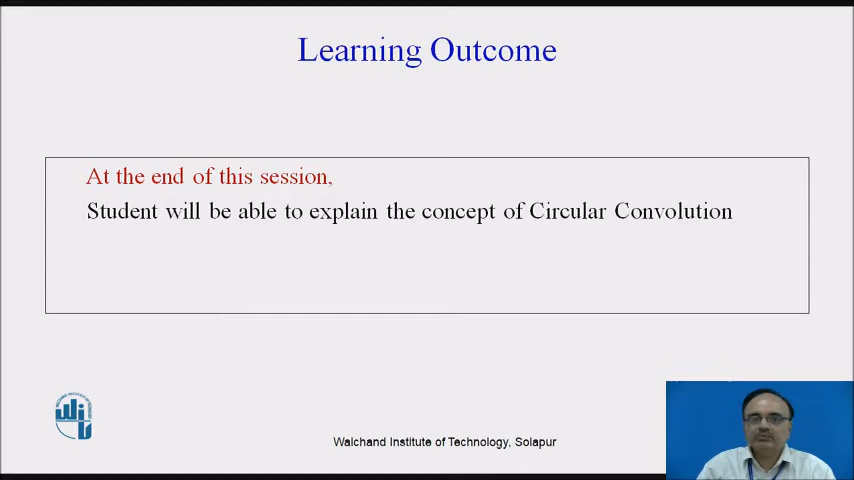 Learning Outcome
At the end of this session,
Student will be able to explain the concept of Circular Convolution
Walchand Institute of Technology, Solapur